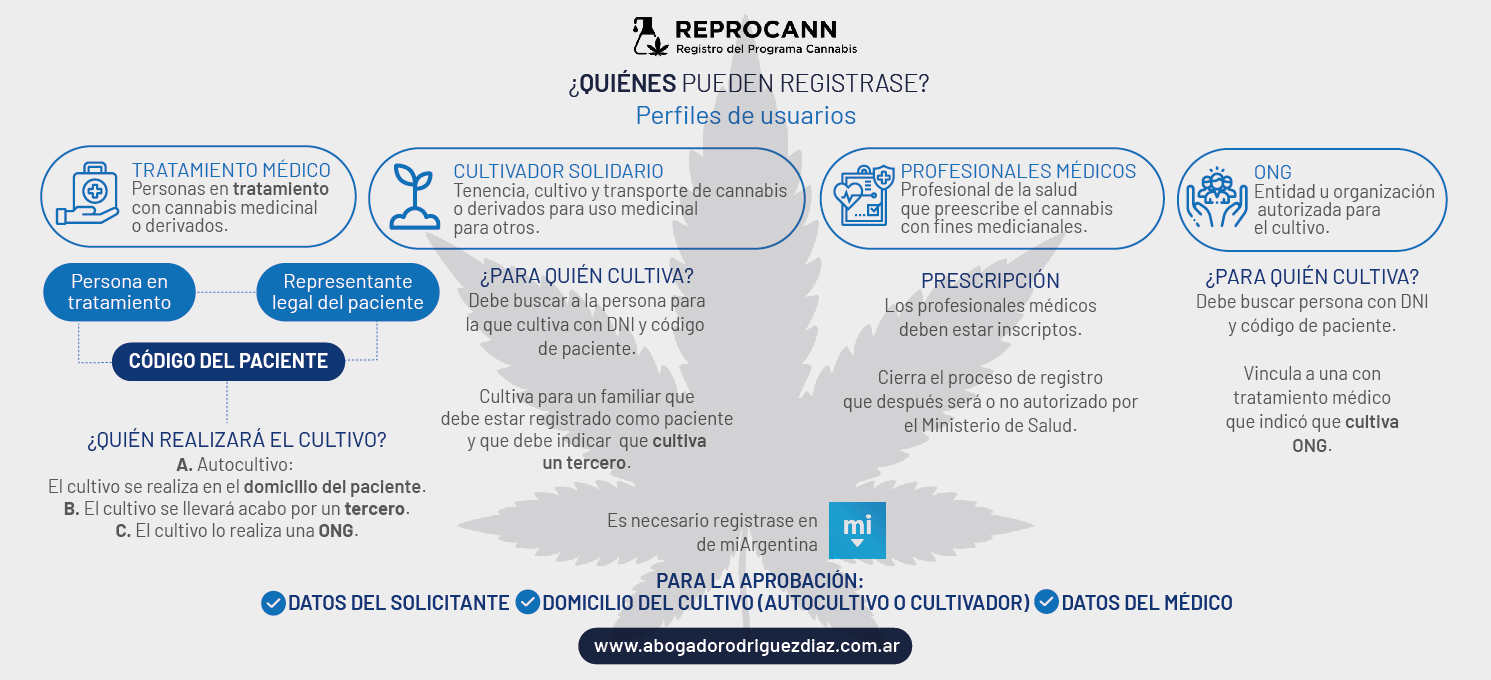 REPROCANN
Registro del Programa Cannabis
¿QUIÉNES PUEDEN REGISTRASE?
Perfiles de usuarios
TRATAMIENTO MÉDICO
Personas en tratamiento
con cannabis medicinal
o derivados.
Persona en
tratamiento
Representante
legal del paciente
CÓDIGO DEL PACIENTE
¿QUIÉN REALIZARÁ EL CULTIVO?
A. Autocultivo:
El cultivo se realiza en el domicilio del paciente.
B. El cultivo se llevará acabo por un tercero.
C. El cultivo lo realiza una ONG.
CULTIVADOR SOLIDARIO
Tenencia, cultivo y transporte de cannabis
o derivados para uso medicinal
para otros.
¿PARA QUIÉN CULTIVA?
Debe buscar a la persona para
la que cultiva con DNI y código
de paciente.
Cultiva para un familiar que
debe estar registrado como paciente
y que debe indicar que cultiva
un tercero.
PROFESIONALES MÉDICOS
Profesional de la salud
que preescribe el cannabis
con fines medicianales.
PRESCRIPCIÓN
Los profesionales médicos
deben estar inscriptos.
Cierra el proceso de registro
que después será o no autorizado por
el Ministerio de Salud.
ONG
Entidad u organización
autorizada para
el cultivo.
¿PARA QUIÉN CULTIVA?
Debe buscar persona con DNI
y código de paciente.
Vincula a una con
tratamiento médico
que indicó que cultiva
ONG.
Es necesario registrase en
de miArgentina
mi
PARA LA APROBACIÓN:
DATOS DEL SOLICITANTE DOMICILIO DEL CULTIVO (AUTOCULTIVO O CULTIVADOR) DATOS DEL MÉDICO
www.abogadorodriguezdiaz.com.ar